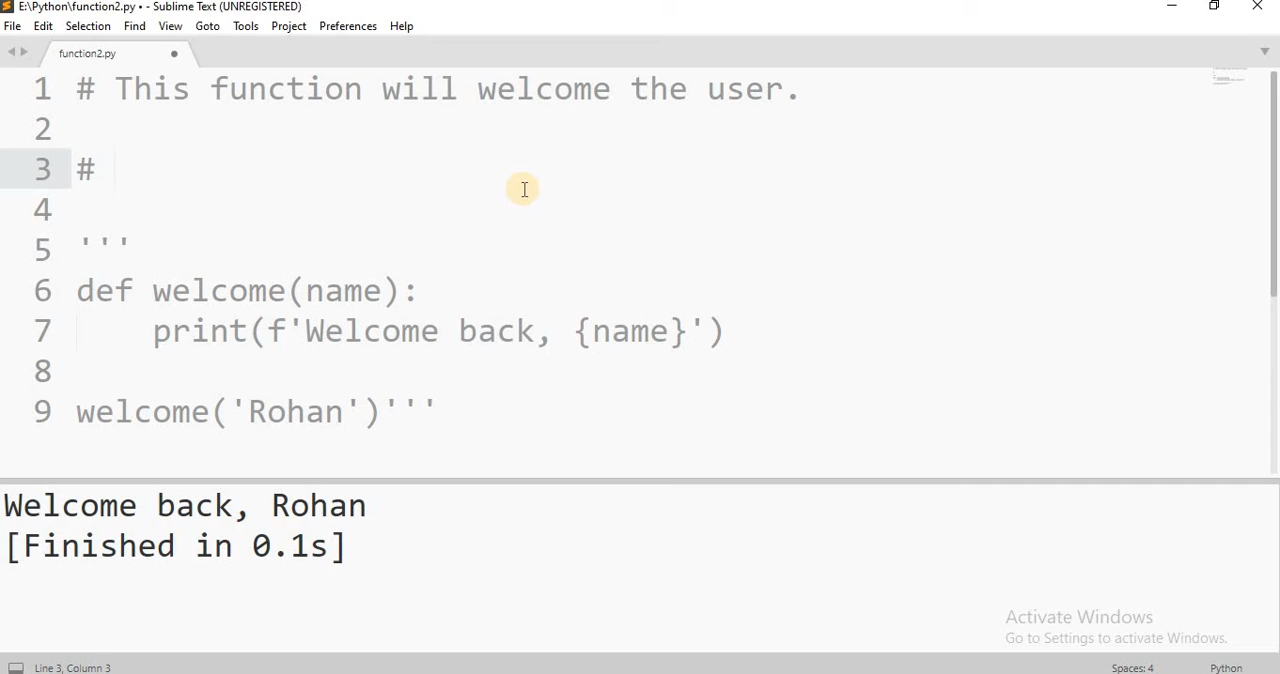 E:\Python\function2.py • - Sublime Text (UNREGISTERED)
File Edit Selection Find View Goto Tools Project Preferences Help
function2.py
1 # This function will welcome the user.
2
3 #
4
5 '''
6 def welcome(name):
7     print(f'Welcome back, {name}')
8
9 welcome('Rohan')'''
Welcome back, Rohan
[Finished in 0.1s]
Activate Windows
Go to Settings to activate Windows.
Line 3, Column 3 Spaces: 4 Python